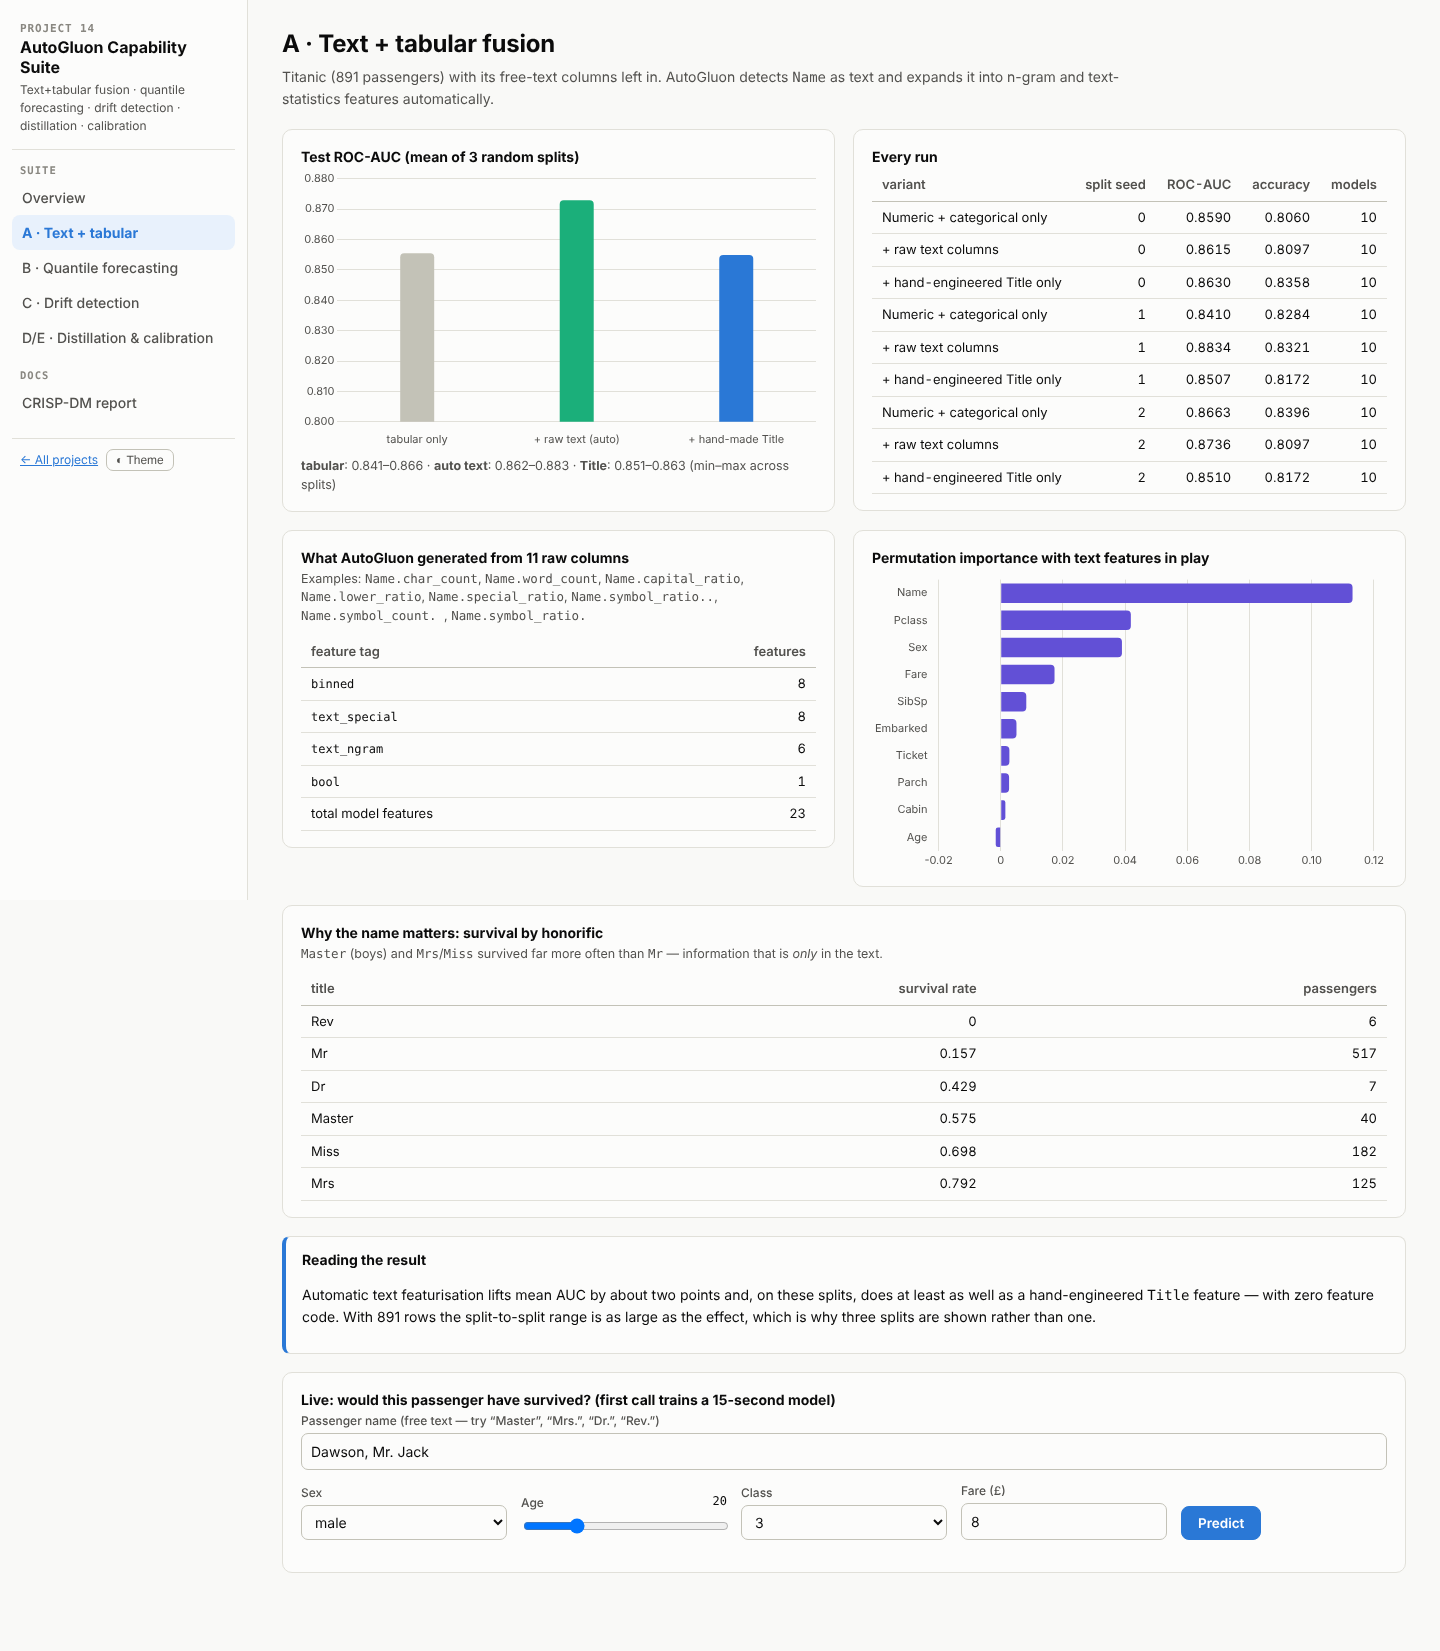 PROJECT 14
AutoGluon Capability
Suite
Text+tabular fusion · quantile
forecasting · drift detection ·
distillation · calibration
SUITE
Overview
A · Text + tabular
B · Quantile forecasting
C · Drift detection
D/E · Distillation & calibration
DOCS
CRISP-DM report
← All projects
Theme
A · Text + tabular fusion
Titanic (891 passengers) with its free-text columns left in. AutoGluon detects Name as text and expands it into n-gram and text-
statistics features automatically.
Test ROC-AUC (mean of 3 random splits)
0.880
0.870
0.860
0.850
0.840
0.830
0.820
0.810
0.800
tabular only + raw text (auto) + hand-made Title
tabular: 0.841–0.866 · auto text: 0.862–0.883 · Title: 0.851–0.863 (min–max across
splits)
Every run
variant split seed ROC-AUC accuracy models
Numeric + categorical only 0 0.8590 0.8060 10
+ raw text columns 0 0.8615 0.8097 10
+ hand-engineered Title only 0 0.8630 0.8358 10
Numeric + categorical only 1 0.8410 0.8284 10
+ raw text columns 1 0.8834 0.8321 10
+ hand-engineered Title only 1 0.8507 0.8172 10
Numeric + categorical only 2 0.8663 0.8396 10
+ raw text columns 2 0.8736 0.8097 10
+ hand-engineered Title only 2 0.8510 0.8172 10
What AutoGluon generated from 11 raw columns
Examples: Name.char_count, Name.word_count, Name.capital_ratio,
Name.lower_ratio, Name.special_ratio, Name.symbol_ratio..,
Name.symbol_count. , Name.symbol_ratio.
feature tag features
binned 8
text_special 8
text_ngram 6
bool 1
total model features 23
Permutation importance with text features in play
Name
Pclass
Sex
Fare
SibSp
Embarked
Ticket
Parch
Cabin
Age
-0.02 0 0.02 0.04 0.06 0.08 0.10 0.12
Why the name matters: survival by honorific
Master (boys) and Mrs/Miss survived far more often than Mr — information that is only in the text.
title survival rate passengers
Rev 0 6
Mr 0.157 517
Dr 0.429 7
Master 0.575 40
Miss 0.698 182
Mrs 0.792 125
Reading the result
Automatic text featurisation lifts mean AUC by about two points and, on these splits, does at least as well as a hand-engineered Title feature — with zero feature
code. With 891 rows the split-to-split range is as large as the effect, which is why three splits are shown rather than one.
Live: would this passenger have survived? (first call trains a 15-second model)
Passenger name (free text — try “Master”, “Mrs.”, “Dr.”, “Rev.”)
Dawson, Mr. Jack
Sex Age 20 Class Fare (£)
male 3 8 Predict